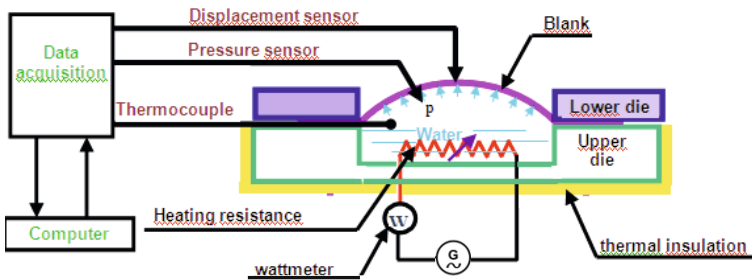 Displacement sensor
Blank
Data
acquisition
Pressure sensor
p
Thermocouple
Lower die
Water
Upper
die
Heating resistance
W
Computer
G
thermal insulation
wattmeter